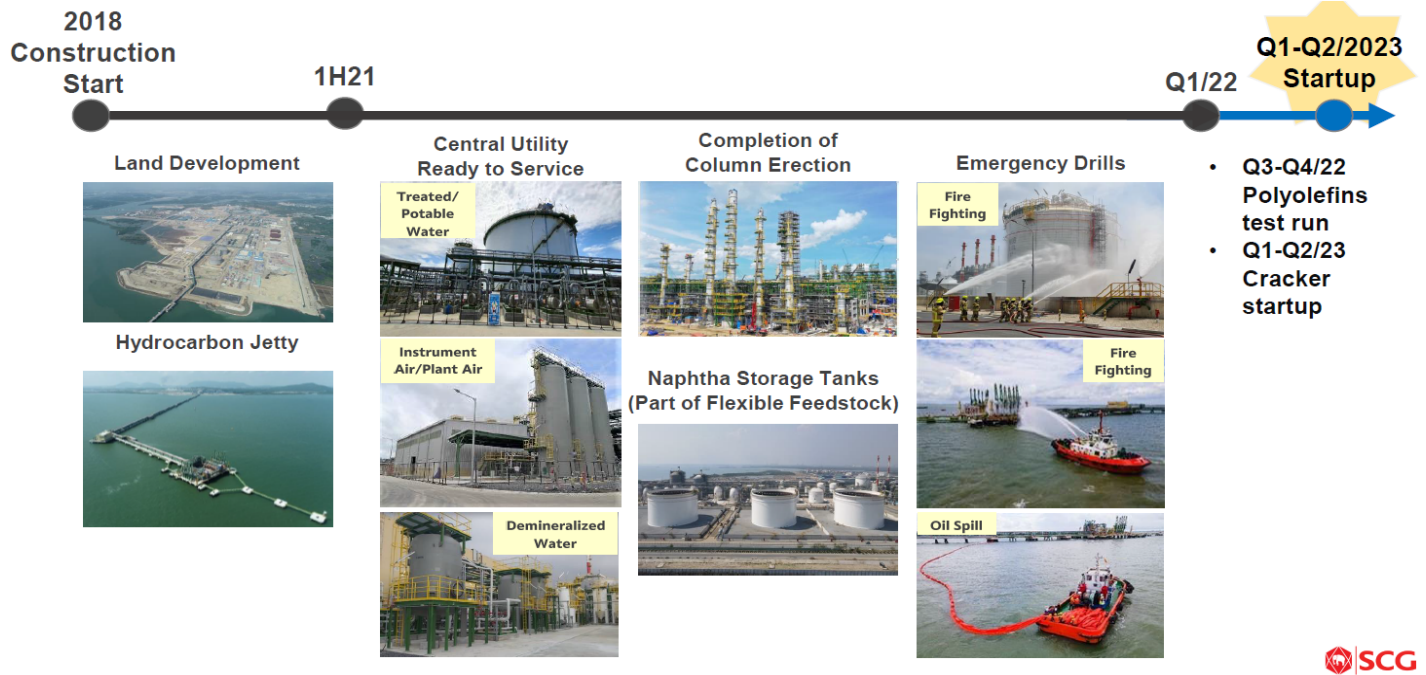 2018
Construction
Start
1H21
Q1/22
Q1-Q2/2023
Startup
Land Development
Hydrocarbon Jetty
Central Utility
Ready to Service
Treated/
Potable
Water
Instrument
Air/Plant Air
Demineralized
Water
Completion of
Column Erection
Naphtha Storage Tanks
(Part of Flexible Feedstock)
Emergency Drills
Fire
Fighting
Fire
Fighting
Oil Spill
• Q3-Q4/22
Polyolefins
test run
• Q1-Q2/23
Cracker
startup
SCG